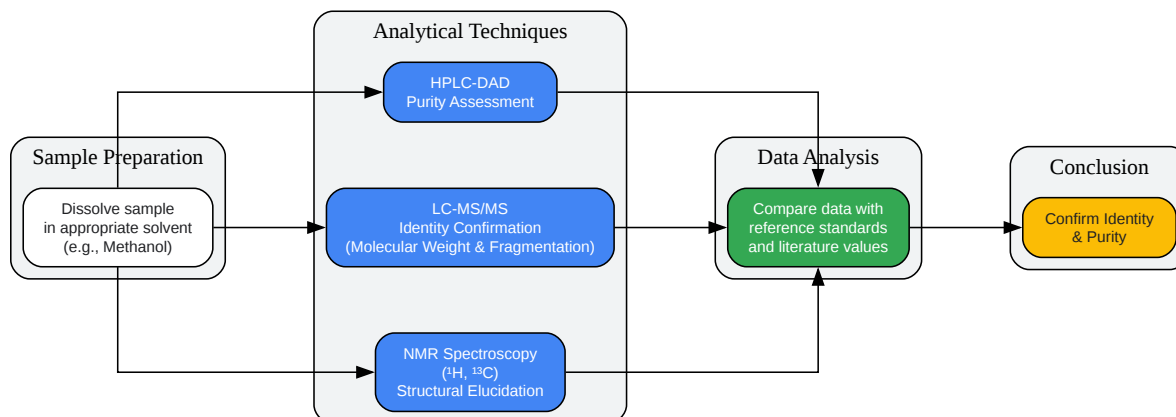 Analytical Techniques
HPLC-DAD
Purity Assessment
Sample Preparation
Dissolve sample
in appropriate solvent
(e.g., Methanol)
LC-MS/MS
Identity Confirmation
(Molecular Weight & Fragmentation)
NMR Spectroscopy
(¹H, ¹³C)
Structural Elucidation
Data Analysis
Compare data with
reference standards
and literature values
Conclusion
Confirm Identity
& Purity